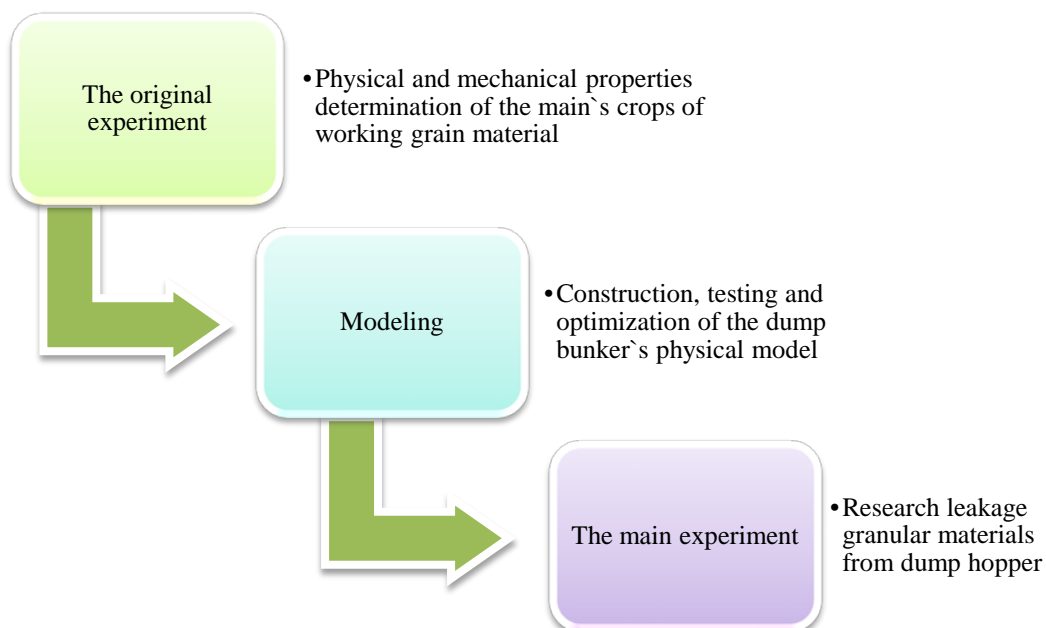 The original
experiment
•Physical and mechanical properties
determination of the main`s crops of
working grain material
Modeling
•Construction, testing and
optimization of the dump
bunker`s physical model
The main experiment
•Research leakage
granular materials
from dump hopper